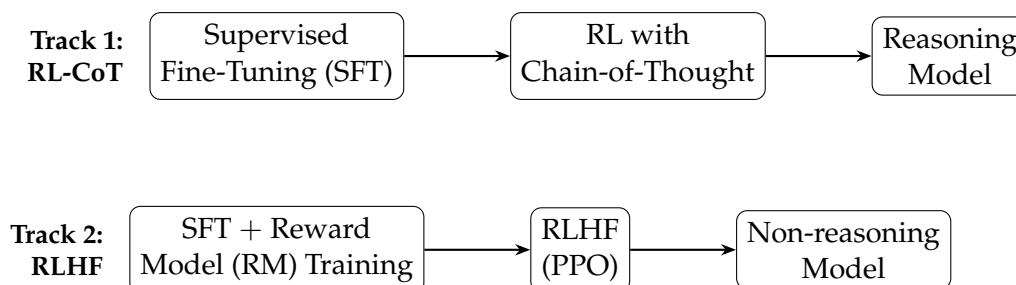 Track 1:
RL-CoT
Supervised
Fine-Tuning (SFT)
RL with
Chain-of-Thought
Reasoning
Model
Track 2:
RLHF
SFT + Reward
Model (RM) Training
RLHF
(PPO)
Non-reasoning
Model